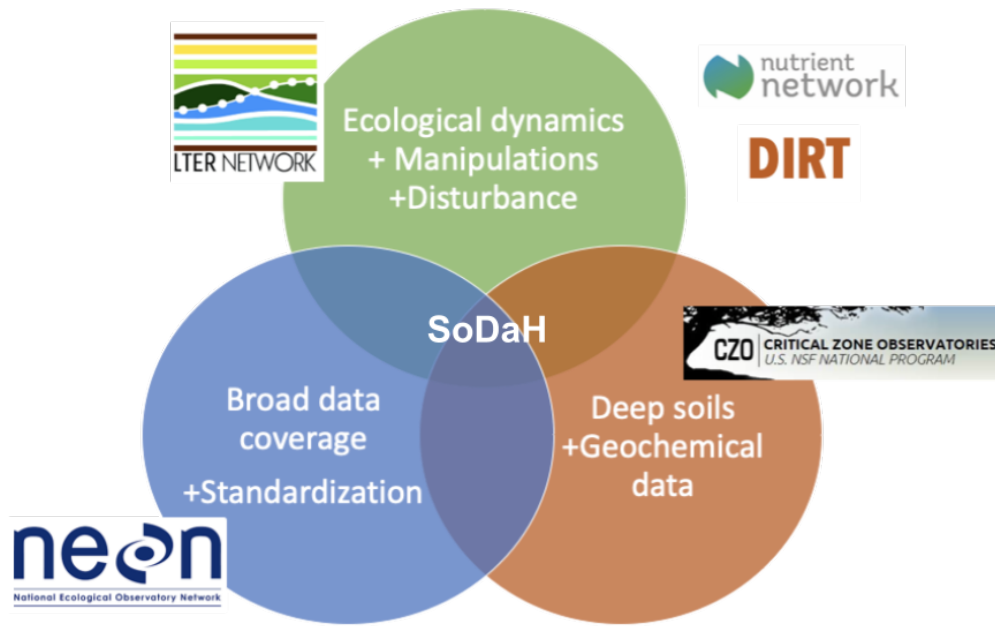 LTER NETWORK
nutrient
network
DIRT
Ecological dynamics
+ Manipulations
+Disturbance
SoDaH
CZO
CRITICAL ZONE OBSERVATORIES
U.S. NSF NATIONAL PROGRAM
Broad data
coverage
+Standardization
Deep soils
+Geochemical
data
neon
National Ecological Observatory Network